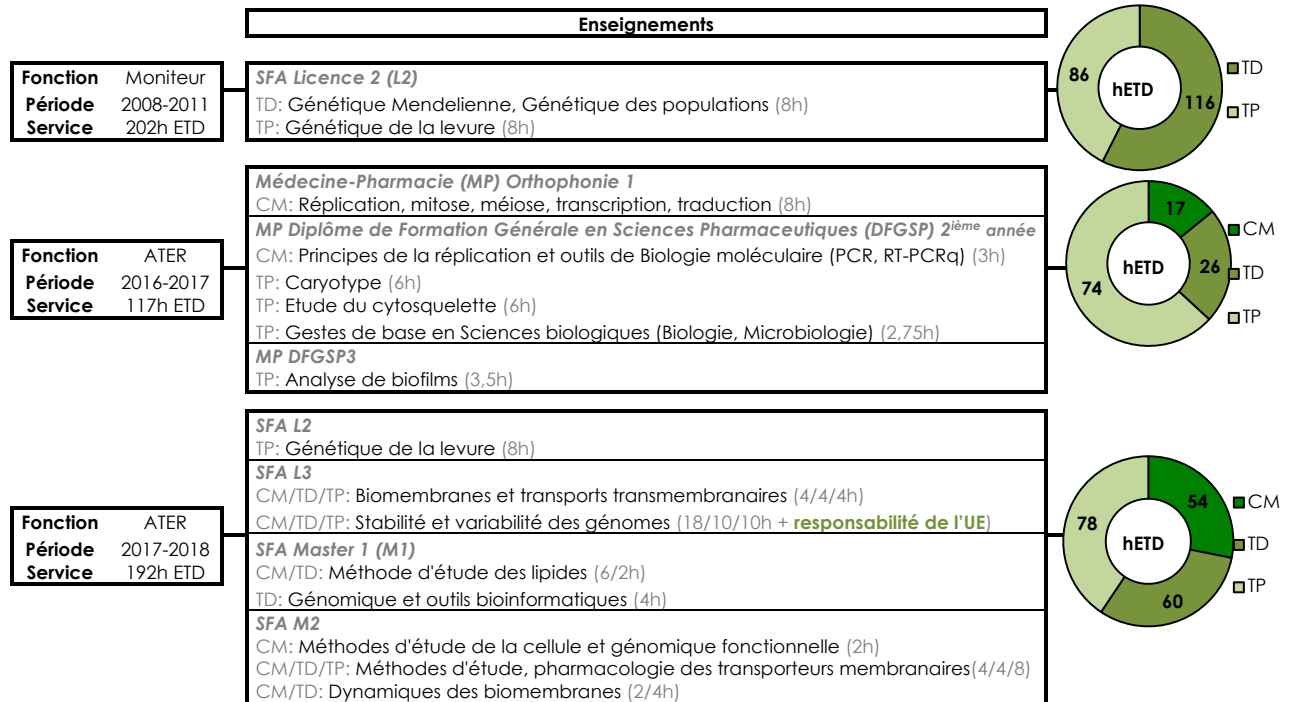 Enseignements
Fonction Moniteur
Période 2008-2011
Service 202h ETD
SFA Licence 2 (L2)
TD: Génétique Mendelienne, Génétique des populations (8h)
TP: Génétique de la levure (8h)
86
hETD
116
TD
TP
Fonction ATER
Période 2016-2017
Service 117h ETD
Médecine-Pharmacie (MP) Orthophonie 1
CM: Réplication, mitose, méiose, transcription, traduction (8h)
MP Diplôme de Formation Générale en Sciences Pharmaceutiques (DFGSP) 2ième année
CM: Principes de la réplication et outils de Biologie moléculaire (PCR, RT-PCRq) (3h)
TP: Caryotype (6h)
TP: Etude du cytosquelette (6h)
TP: Gestes de base en Sciences biologiques (Biologie, Microbiologie) (2,75h)
MP DFGSP3
TP: Analyse de biofilms (3,5h)
17
hETD
26
74
CM
TD
TP
Fonction ATER
Période 2017-2018
Service 192h ETD
SFA L2
TP: Génétique de la levure (8h)
SFA L3
CM/TD/TP: Biomembranes et transports transmembranaires (4/4/4h)
CM/TD/TP: Stabilité et variabilité des génomes (18/10/10h + responsabilité de l'UE)
SFA Master 1 (M1)
CM/TD: Méthode d'étude des lipides (6/2h)
TD: Génomique et outils bioinformatiques (4h)
SFA M2
CM: Méthodes d'étude de la cellule et génomique fonctionnelle (2h)
CM/TD/TP: Méthodes d'étude, pharmacologie des transporteurs membranaires(4/4/8)
CM/TD: Dynamiques des biomembranes (2/4h)
54
78
hETD
60
CM
TD
TP